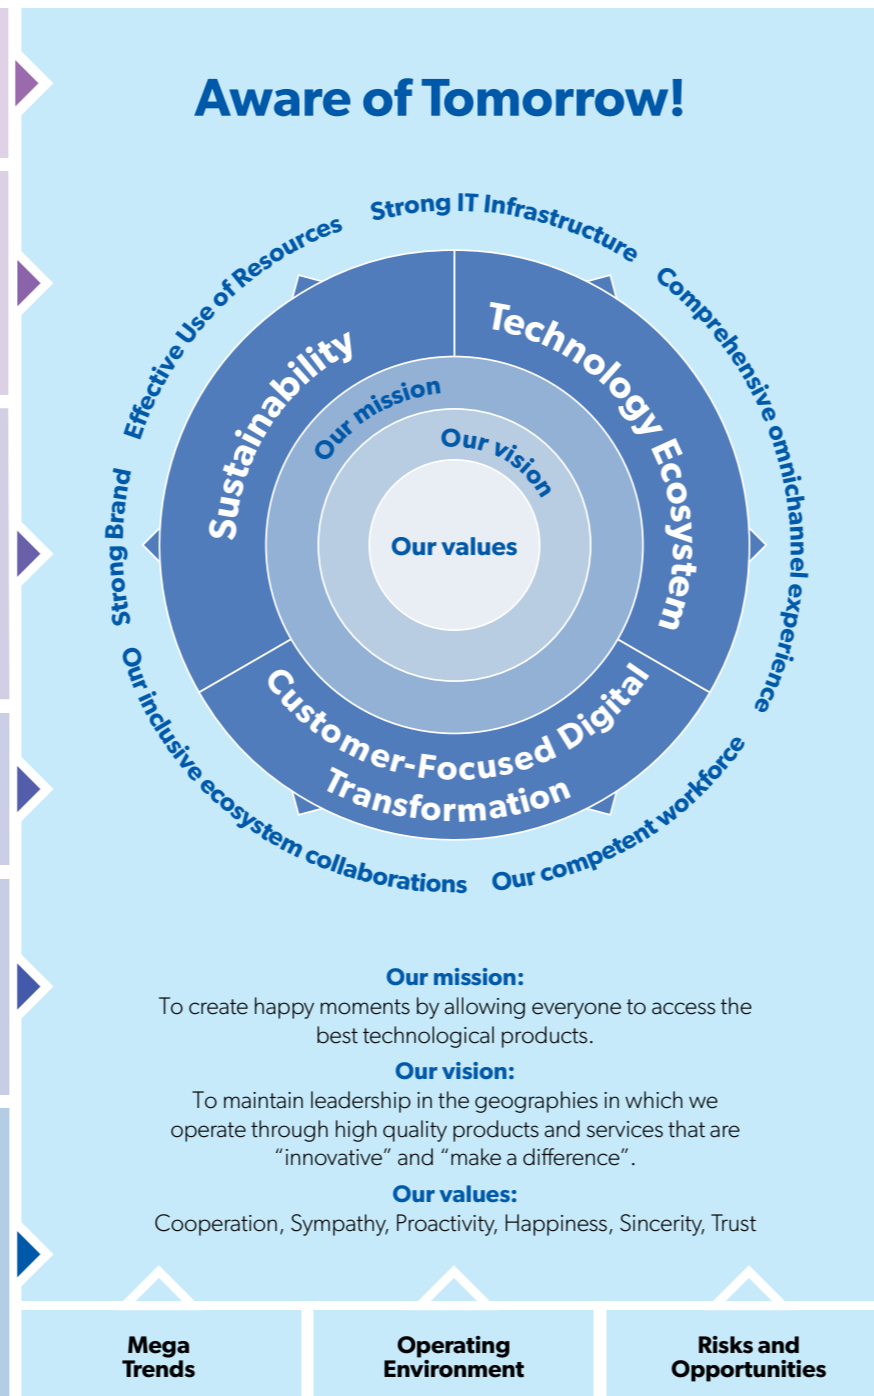 Aware of Tomorrow!
Strong IT Infrastructure
Comprehensive omnichannel experience
Our competent workforce
Our inclusive ecosystem collaborations
Strong Brand
Effective Use of Resources
Sustainability
Technology Ecosystem
Customer-Focused Digital
Transformation
Our mission
Our vision
Our values
Our mission:
To create happy moments by allowing everyone to access the
best technological products.
Our vision:
To maintain leadership in the geographies in which we
operate through high quality products and services that are
“innovative” and “make a difference”.
Our values:
Cooperation, Sympathy, Proactivity, Happiness, Sincerity, Trust
Mega
Trends
Operating
Environment
Risks and
Opportunities